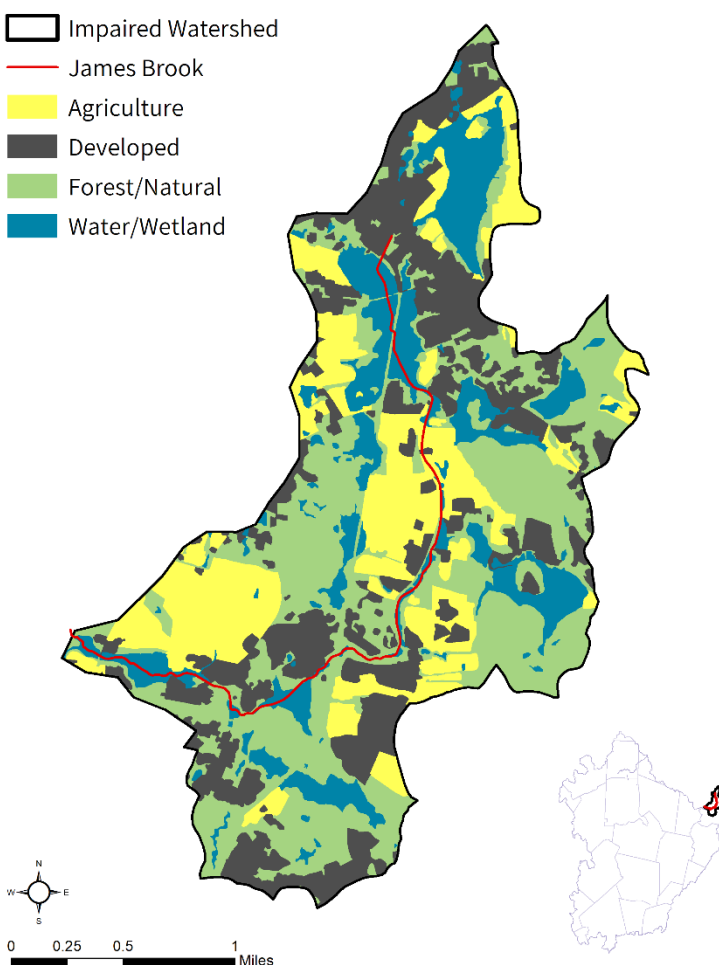 Impaired Watershed
James Brook
Agriculture
Developed
Forest/Natural
Water/Wetland
N
W E
S
0 0.25 0.5 1
Miles